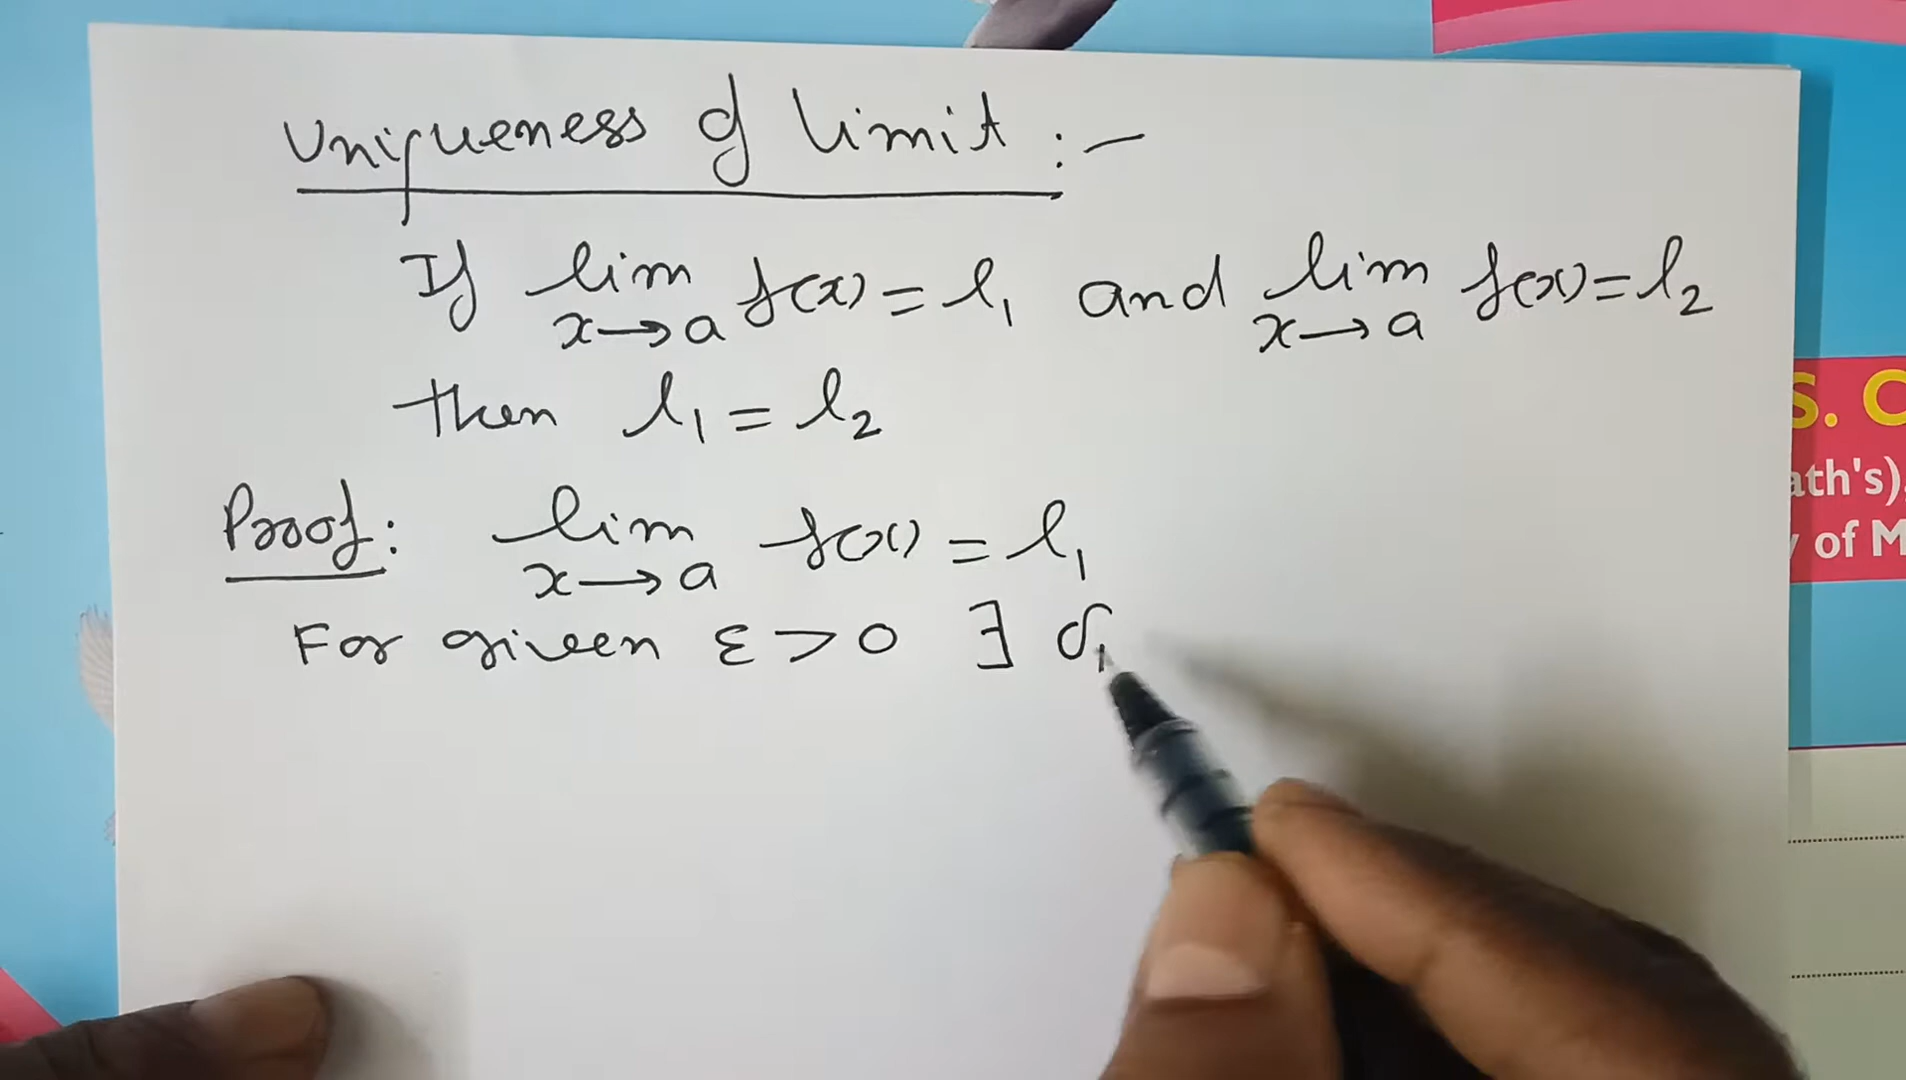 Uniqueness of limit :-
If lim x→a f(x) = l₁ and lim x→a f(x) = l₂
then l₁ = l₂
Proof: lim x→a f(x) = l₁
For given ε > 0 ∃ δ₁
S.
ath's)
of M